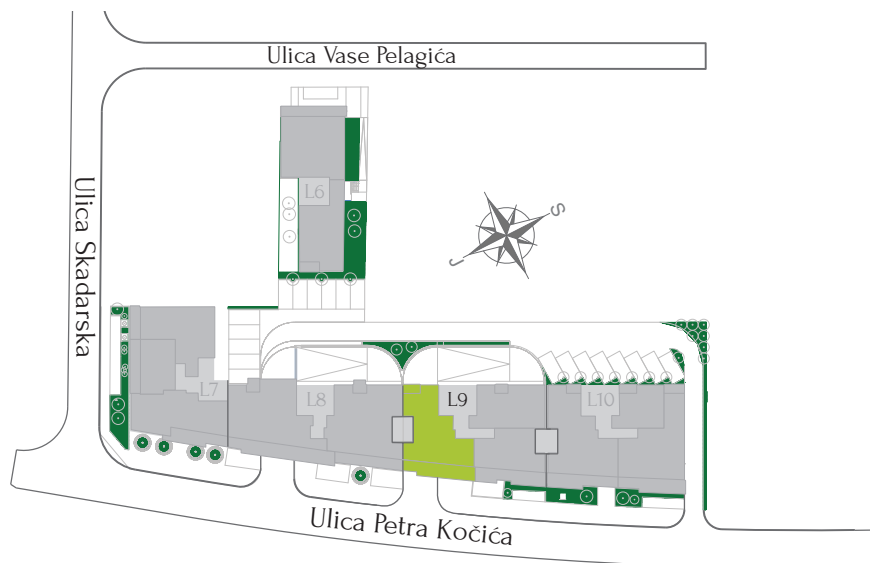 Ulica Vase Pelagića
L6
S
J
Ulica Skadarska
L7
L8
L9
L10
Ulica Petra Kočića